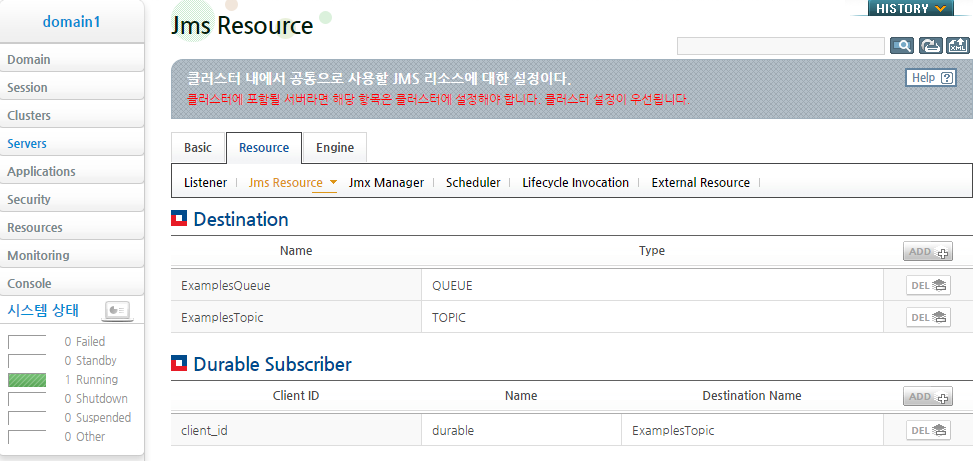 domain1
Domain
Session
Clusters
Servers
Applications
Security
Resources
Monitoring
Console
시스템 상태
0 Failed
0 Standby
1 Running
0 Shutdown
0 Suspended
0 Other
HISTORY
Jms Resource
XML
클러스터 내에서 공통으로 사용할 JMS 리소스에 대한 설정이다.
클러스터에 포함될 서버라면 해당 항목은 클러스터에 설정해야 합니다. 클러스터 설정이 우선됩니다.
Help ?
Basic Resource Engine
Listener Jms Resource Jmx Manager Scheduler Lifecycle Invocation External Resource
Destination
Name Type ADD
ExamplesQueue QUEUE DEL
ExamplesTopic TOPIC DEL
Durable Subscriber
Client ID Name Destination Name ADD
client_id durable ExamplesTopic DEL